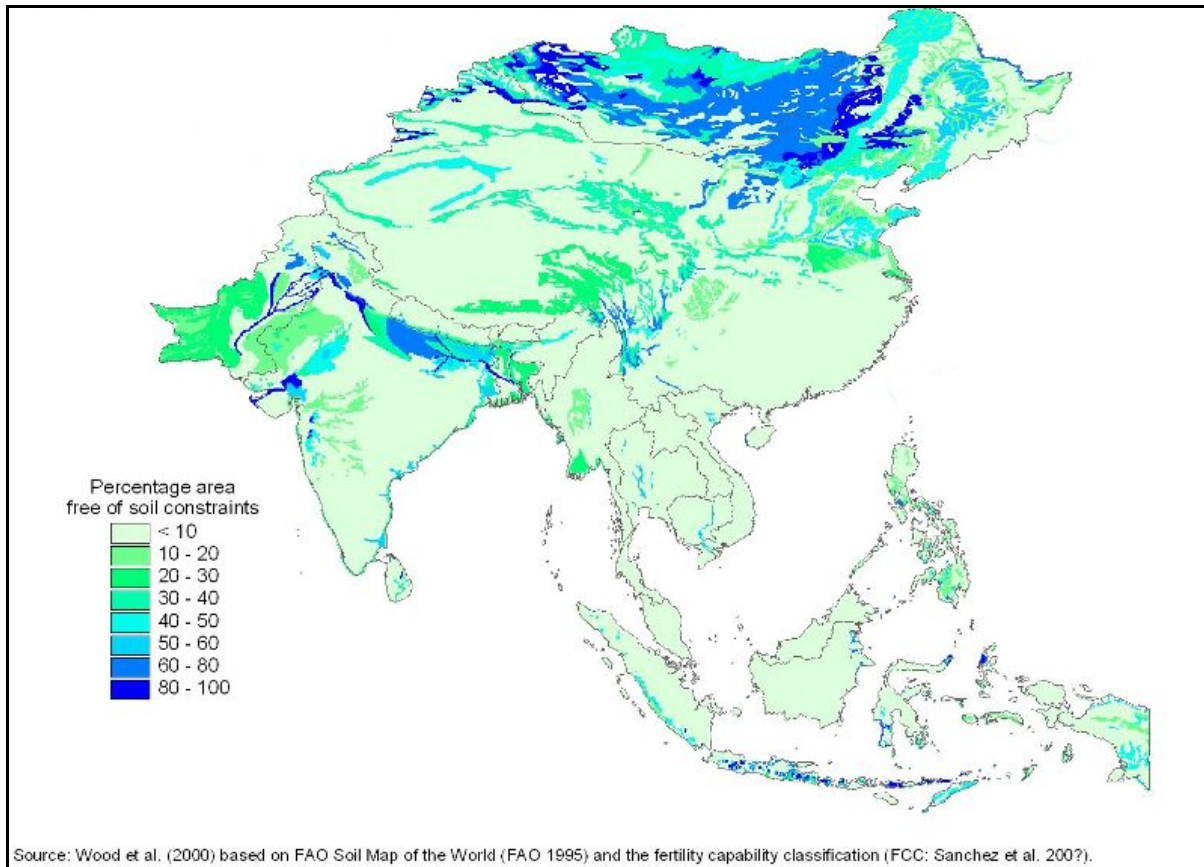 Percentage area
free of soil constraints
< 10
10 - 20
20 - 30
30 - 40
40 - 50
50 - 60
60 - 80
80 - 100
Source: Wood et al. (2000) based on FAO Soil Map of the World (FAO 1995) and the fertility capability classification (FCC: Sanchez et al. 200?).